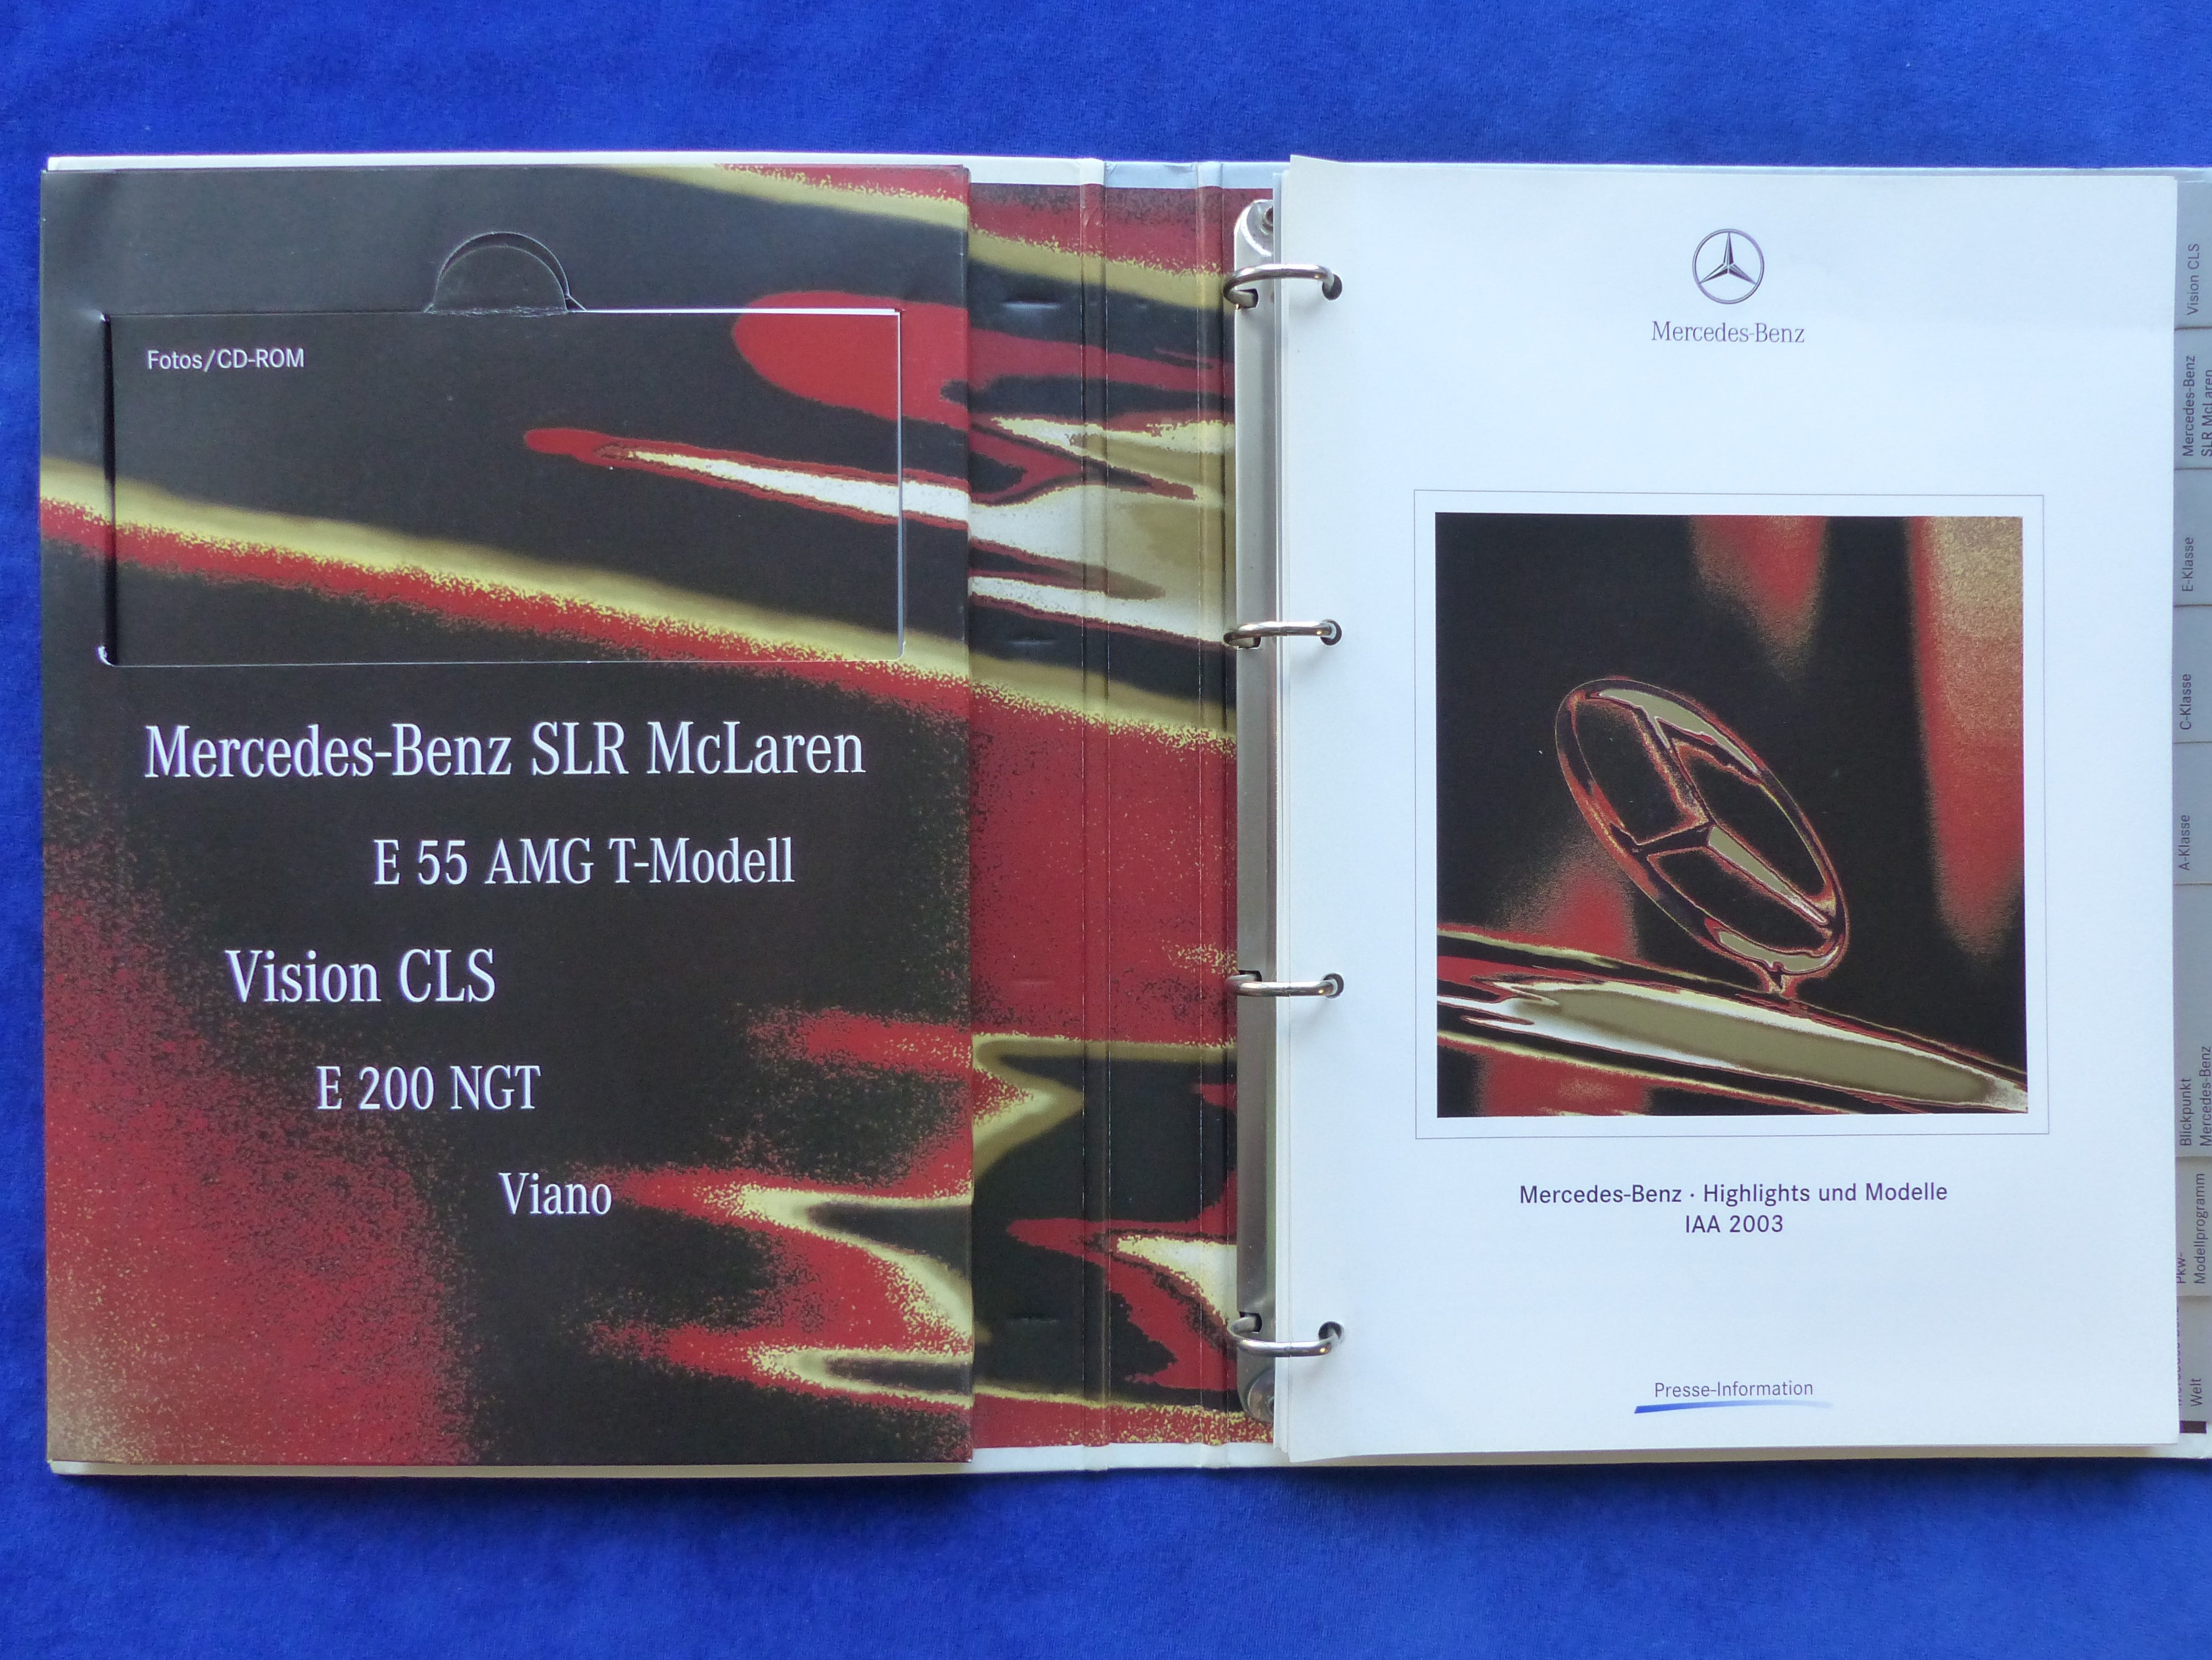 Fotos/CD-ROM
Mercedes-Benz SLR McLaren
E 55 AMG T-Modell
Vision CLS
E 200 NGT
Viano
Mercedes-Benz
Mercedes-Benz · Highlights und Modelle
IAA 2003
Presse-Information
Vision CLS
Mercedes-Benz
SLR McLaren
E-Klasse
C-Klasse
A-Klasse
Blickpunkt
Mercedes-Benz
Pkw-
Modellprogramm
Welt